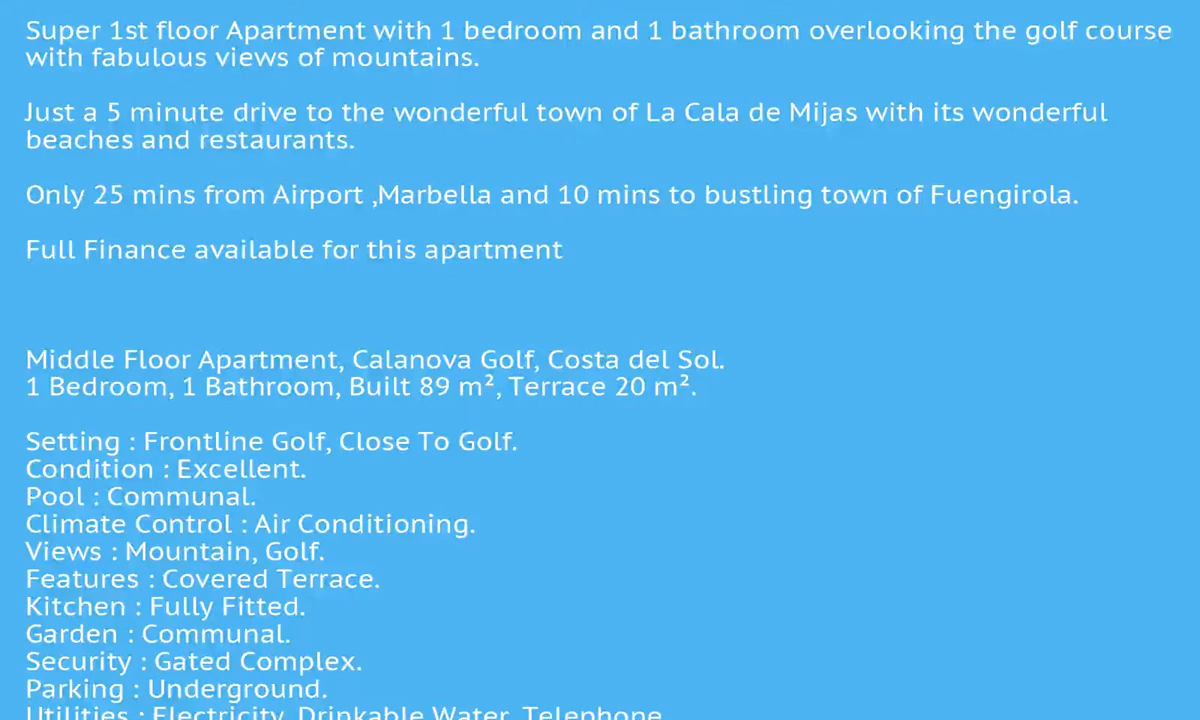 Super 1st floor Apartment with 1 bedroom and 1 bathroom overlooking the golf course
with fabulous views of mountains.
Just a 5 minute drive to the wonderful town of La Cala de Mijas with its wonderful
beaches and restaurants.
Only 25 mins from Airport ,Marbella and 10 mins to bustling town of Fuengirola.
Full Finance available for this apartment
Middle Floor Apartment, Calanova Golf, Costa del Sol.
1 Bedroom, 1 Bathroom, Built 89 m², Terrace 20 m².
Setting : Frontline Golf, Close To Golf.
Condition : Excellent.
Pool : Communal.
Climate Control : Air Conditioning.
Views : Mountain, Golf.
Features : Covered Terrace.
Kitchen : Fully Fitted.
Garden : Communal.
Security : Gated Complex.
Parking : Underground.
Utilities : Electricity, Drinkable Water, Telephone